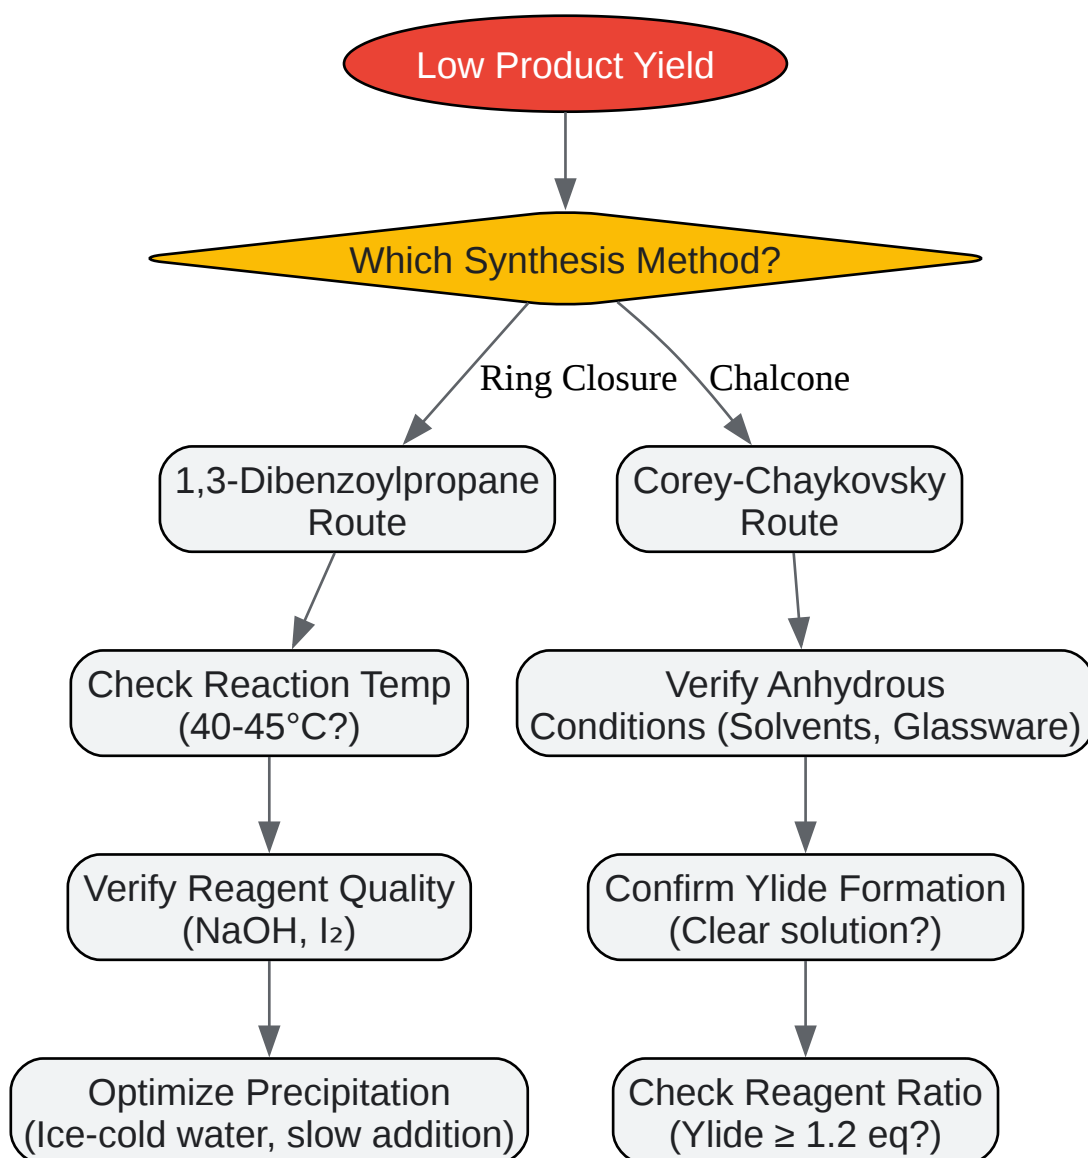 Low Product Yield
Which Synthesis Method?
Ring Closure
Chalcone
1,3-Dibenzoylpropane
Route
Corey-Chaykovsky
Route
Check Reaction Temp
(40-45°C?)
Verify Anhydrous
Conditions (Solvents, Glassware)
Verify Reagent Quality
(NaOH, I₂)
Confirm Ylide Formation
(Clear solution?)
Optimize Precipitation
(Ice-cold water, slow addition)
Check Reagent Ratio
(Ylide ≥ 1.2 eq?)